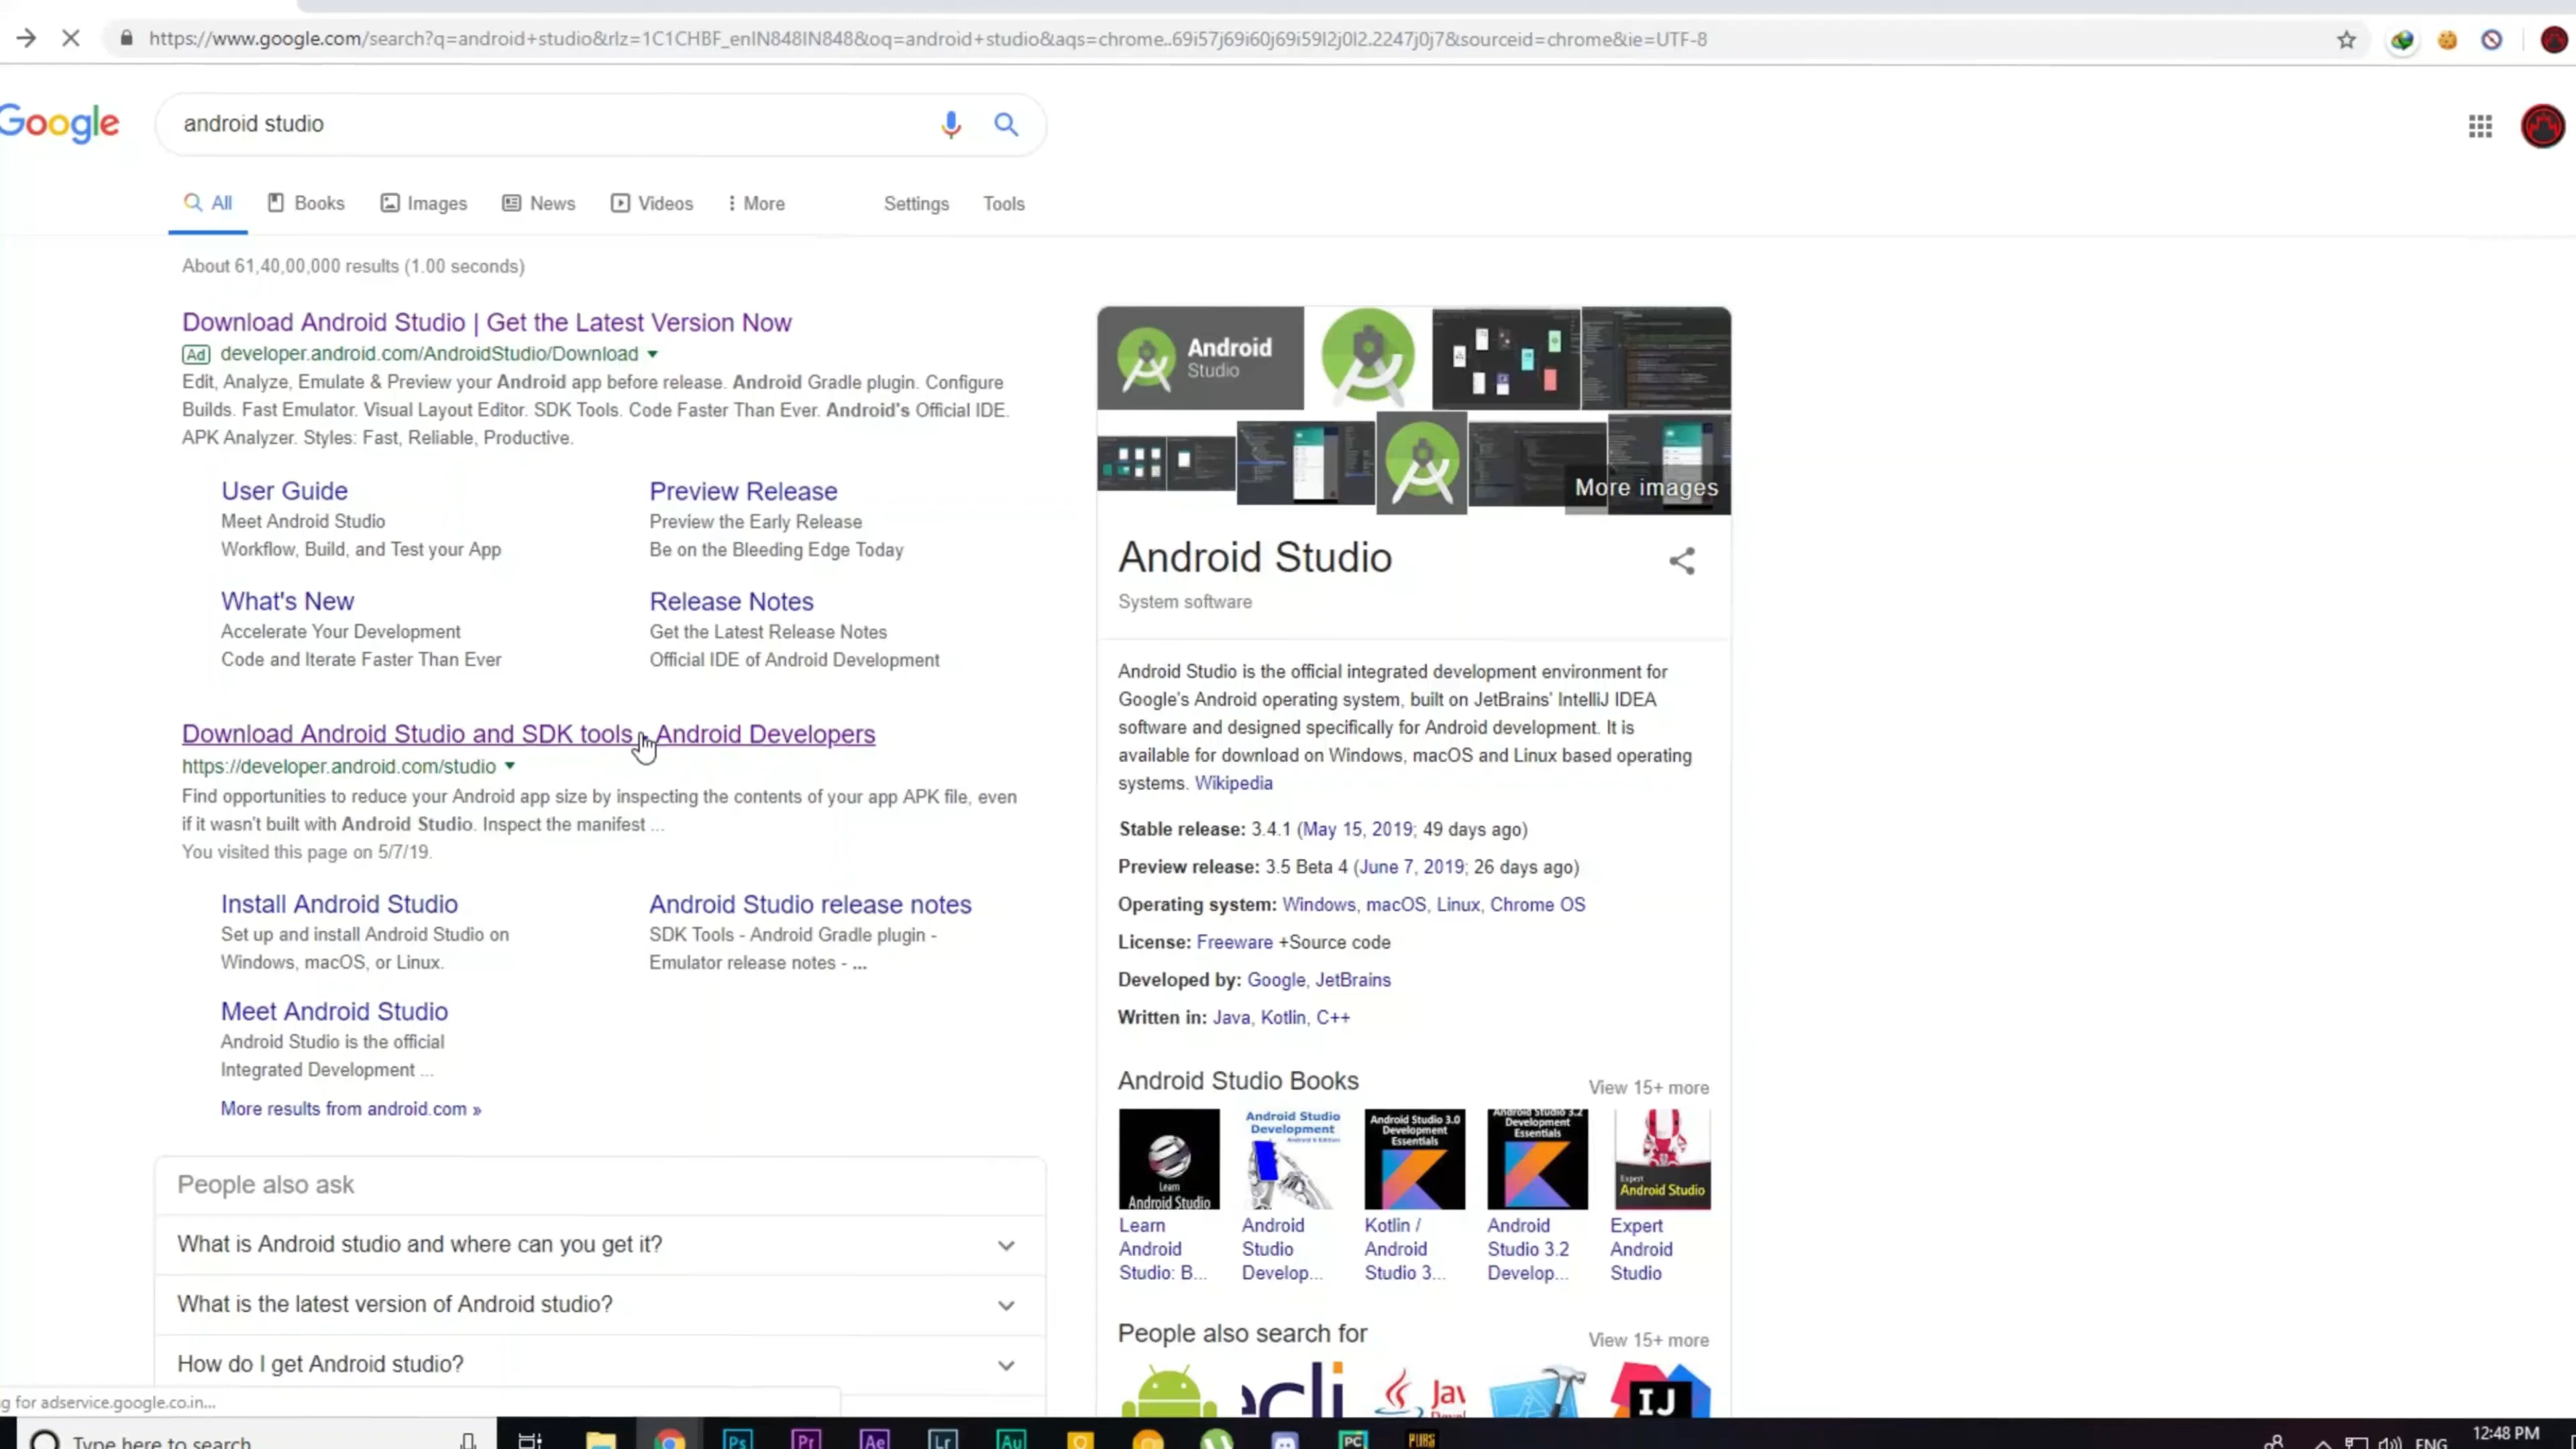 https://www.google.com/search?q=android+studio&rlz=1C1CHBF_enIN848IN848&oq=android+studio&aqs=chrome..69i57j69i60j69i59l2j0l2.2247j0j7&sourceid=chrome&ie=UTF-8
Google
android studio
All Books Images News Videos More Settings Tools
About 61,40,00,000 results (1.00 seconds)
Download Android Studio | Get the Latest Version Now
Ad developer.android.com/AndroidStudio/Download
Edit, Analyze, Emulate & Preview your Android app before release. Android Gradle plugin. Configure
Builds. Fast Emulator. Visual Layout Editor. SDK Tools. Code Faster Than Ever. Android's Official IDE.
APK Analyzer. Styles: Fast, Reliable, Productive.
User Guide
Meet Android Studio
Workflow, Build, and Test your App
Preview Release
Preview the Early Release
Be on the Bleeding Edge Today
What's New
Accelerate Your Development
Code and Iterate Faster Than Ever
Release Notes
Get the Latest Release Notes
Official IDE of Android Development
Download Android Studio and SDK tools Android Developers
https://developer.android.com/studio
Find opportunities to reduce your Android app size by inspecting the contents of your app APK file, even
if it wasn't built with Android Studio. Inspect the manifest ...
You visited this page on 5/7/19.
Install Android Studio
Set up and install Android Studio on
Windows, macOS, or Linux.
Android Studio release notes
SDK Tools - Android Gradle plugin -
Emulator release notes - ...
Meet Android Studio
Android Studio is the official
Integrated Development ...
More results from android.com »
People also ask
What is Android studio and where can you get it?
What is the latest version of Android studio?
How do I get Android studio?
g for adservice.google.co.in...
Android
Studio
More images
Android Studio
System software
Android Studio is the official integrated development environment for
Google's Android operating system, built on JetBrains' IntelliJ IDEA
software and designed specifically for Android development. It is
available for download on Windows, macOS and Linux based operating
systems. Wikipedia
Stable release: 3.4.1 (May 15, 2019; 49 days ago)
Preview release: 3.5 Beta 4 (June 7, 2019; 26 days ago)
Operating system: Windows, macOS, Linux, Chrome OS
License: Freeware +Source code
Developed by: Google, JetBrains
Written in: Java, Kotlin, C++
Android Studio Books
View 15+ more
Learn
Android Studio
Android Studio
Development
Android Studio 3.0
Development
Essentials
Android Studio 3.2
Development
Essentials
Expert
Android Studio
Learn
Android
Studio: B...
Android
Studio
Develop...
Kotlin /
Android
Studio 3...
Android
Studio 3.2
Develop...
Expert
Android
Studio
People also search for
View 15+ more
ecli
Jav
IJ
Type here to search
Ps Pr Ae Lr Au PC PUBG
ENG
12:48 PM